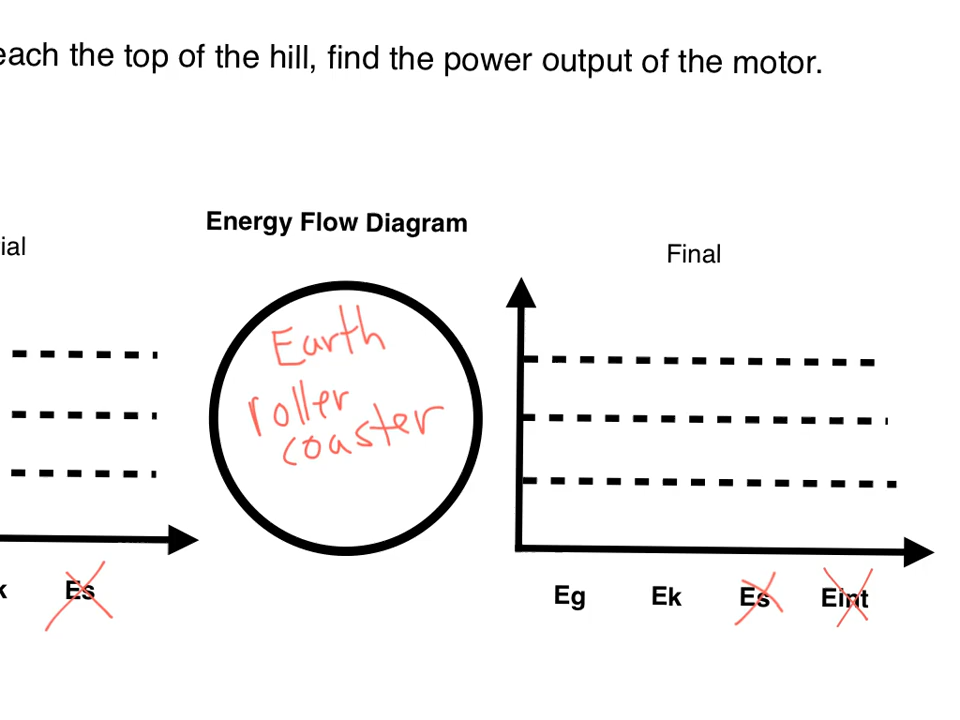 each the top of the hill, find the power output of the motor.
Energy Flow Diagram
ial
Final
Earth
roller
coaster
k Es
Eg Ek Es Eint